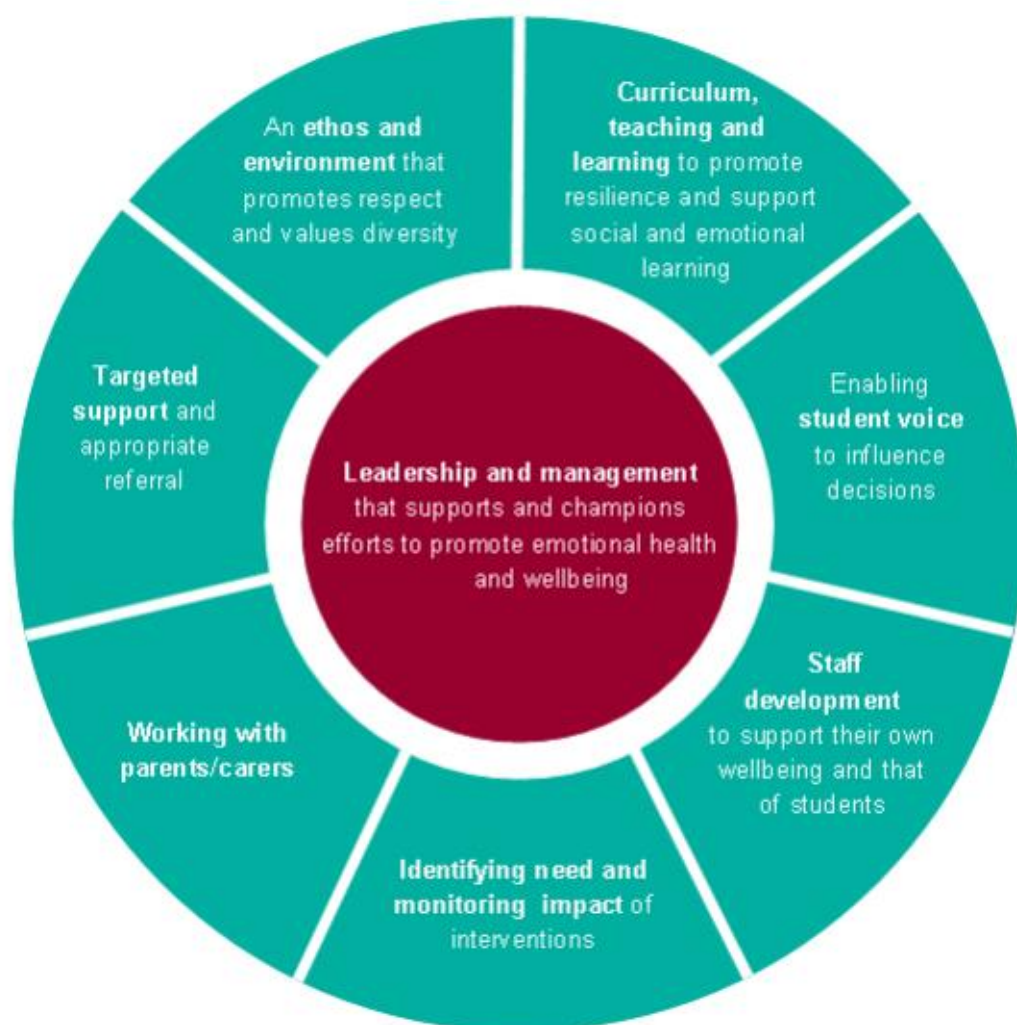 An ethos and
environment that
promotes respect
and values diversity
Curriculum,
teaching and
learning to promote
resilience and support
social and emotional
learning
Enabling
student voice
to influence
decisions
Staff
development
to support their own
wellbeing and that
of students
Identifying need and
monitoring impact of
interventions
Working with
parents/carers
Targeted
support and
appropriate
referral
Leadership and management
that supports and champions
efforts to promote emotional health
and wellbeing